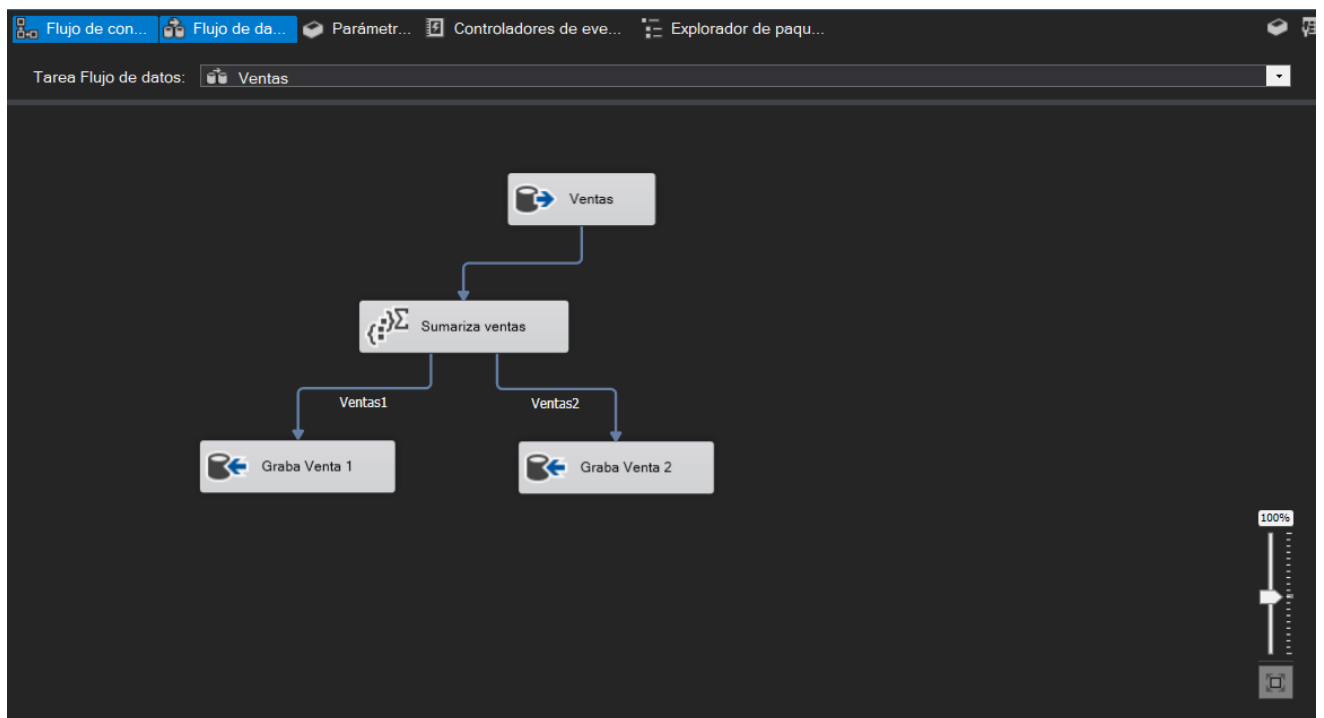 Flujo de con... Flujo de da... Parámetr... Controladores de eve... Explorador de paqu...
Tarea Flujo de datos: Ventas
Ventas
Sumariza ventas
Ventas1 Ventas2
Graba Venta 1 Graba Venta 2
100%